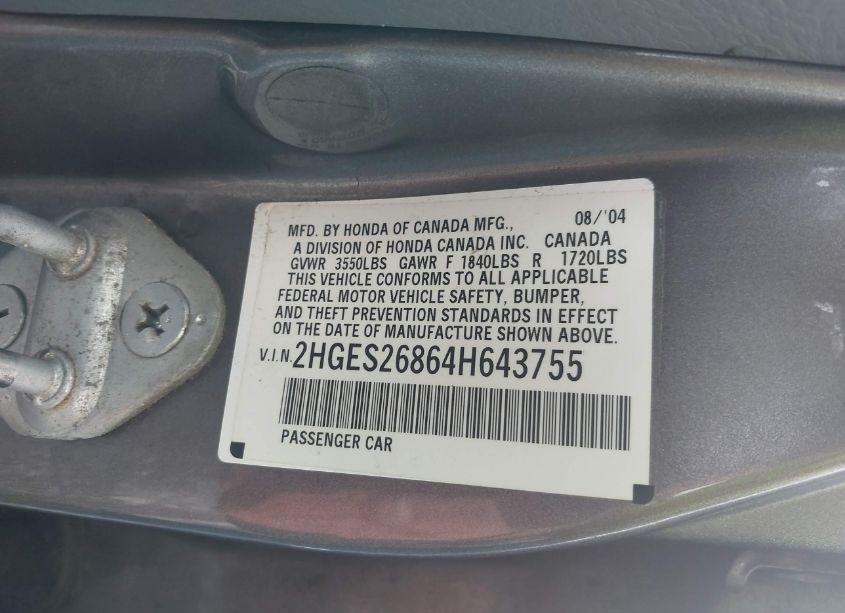 MFD. BY HONDA OF CANADA MFG., 08/'04
A DIVISION OF HONDA CANADA INC. CANADA
GVWR 3550LBS GAWR F 1840LBS R 1720LBS
THIS VEHICLE CONFORMS TO ALL APPLICABLE
FEDERAL MOTOR VEHICLE SAFETY, BUMPER,
AND THEFT PREVENTION STANDARDS IN EFFECT
ON THE DATE OF MANUFACTURE SHOWN ABOVE.
V.I.N. 2HGES26864H643755
PASSENGER CAR